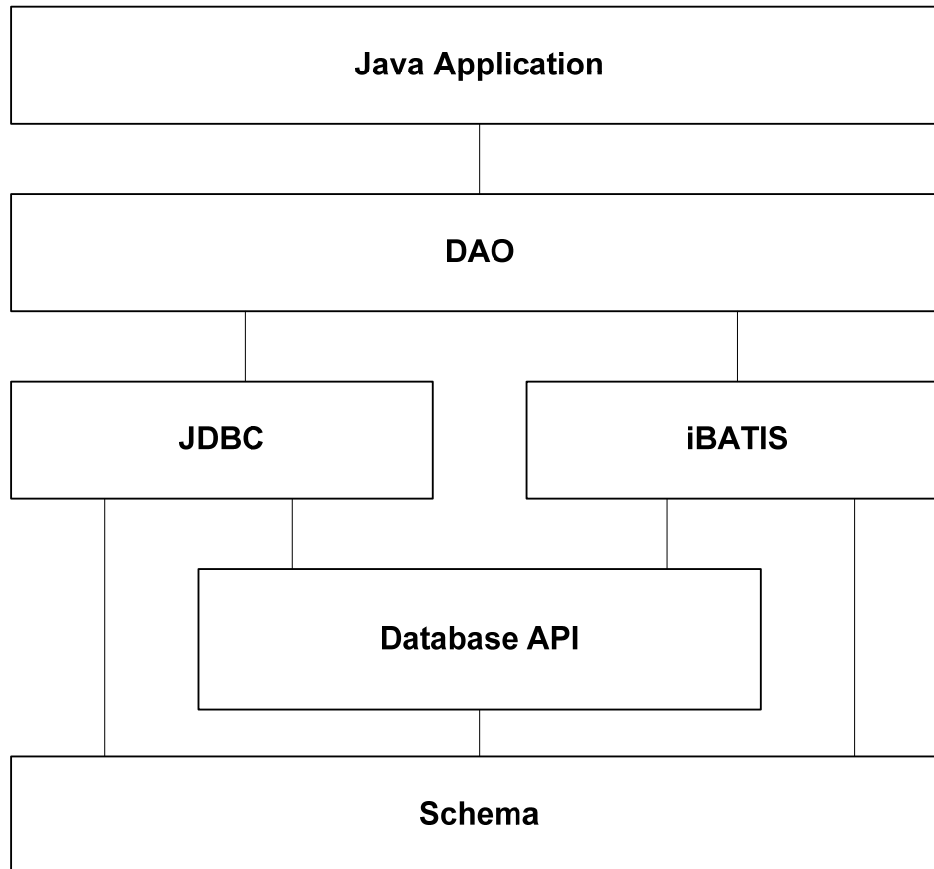 Java Application
DAO
JDBC
iBATIS
Database API
Schema